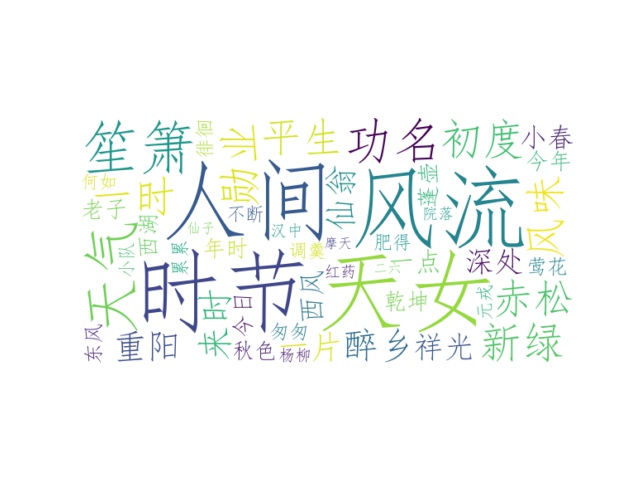 笙箫
徘徊
勋业
平生
功名
初度
小春
今年
何如
老子
一时
人间
仙翁
风流
蓬壶
院落
风味
天气
小队
西湖
累累
仙子
不断
年时
汉中
调羹
摩天
肥得
一点
深处
莺花
时节
西风
红药
天女
二六
乾坤
元戎
赤松
东风
重阳
时来
今日
秋色
匆匆
杨柳
一片
醉乡
祥光
新绿